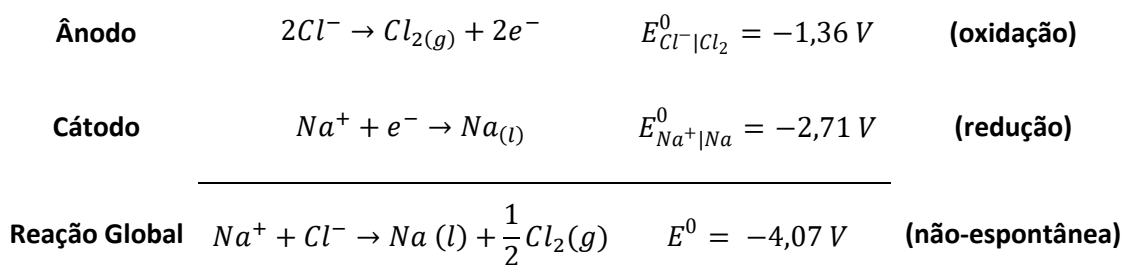 Ânodo 2Cl⁻ → Cl₂(g) + 2e⁻ E⁰Cl⁻|Cl₂ = −1,36 V (oxidação)
Cátodo Na⁺ + e⁻ → Na(l) E⁰Na⁺|Na = −2,71 V (redução)
Reação Global Na⁺ + Cl⁻ → Na (l) + 1/2 Cl₂(g) E⁰ = −4,07 V (não-espontânea)